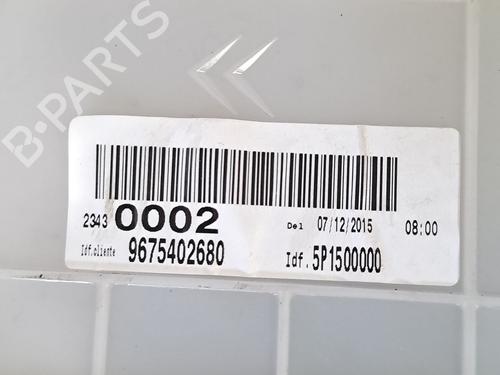 B-PARTS
2343 0002 Del 07/12/2015 08:00
Idf.cliente 9675402680 Idf. 5P1500000